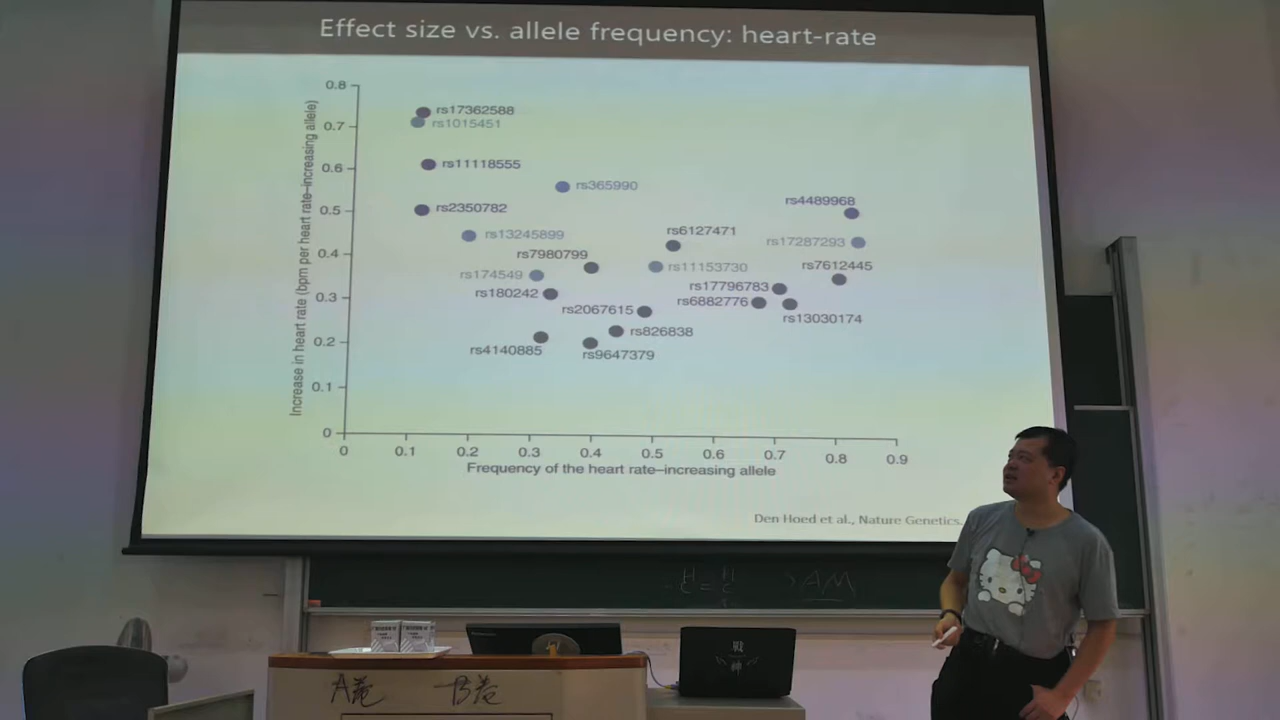 Effect size vs. allele frequency: heart-rate
Increase in heart rate (bpm per heart rate–increasing allele)
0.8
0.7
0.6
0.5
0.4
0.3
0.2
0.1
0
rs17362588
rs1015451
rs11118555
rs365990
rs2350782
rs4489968
rs13245899
rs6127471
rs17287293
rs7980799
rs11153730
rs7612445
rs174549
rs17796783
rs180242
rs6882776
rs2067615
rs13030174
rs826838
rs4140885
rs9647379
0 0.1 0.2 0.3 0.4 0.5 0.6 0.7 0.8 0.9
Frequency of the heart rate–increasing allele
Den Hoed et al., Nature Genetics.
戰
神
A卷 B卷